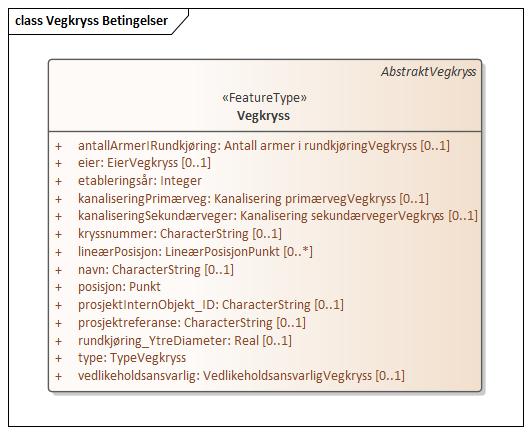 class Vegkryss Betingelser
AbstraktVegkryss
«FeatureType»
Vegkryss
+ antallArmerIRundkjøring: Antall armer i rundkjøringVegkryss [0..1]
+ eier: EierVegkryss [0..1]
+ etableringsår: Integer
+ kanaliseringPrimærveg: Kanalisering primærvegVegkryss [0..1]
+ kanaliseringSekundærveger: Kanalisering sekundærvegerVegkryss [0..1]
+ kryssnummer: CharacterString [0..1]
+ lineærPosisjon: LineærPosisjonPunkt [0..*]
+ navn: CharacterString [0..1]
+ posisjon: Punkt
+ prosjektInternObjekt_ID: CharacterString [0..1]
+ prosjektreferanse: CharacterString [0..1]
+ rundkjøring_YtreDiameter: Real [0..1]
+ type: TypeVegkryss
+ vedlikeholdsansvarlig: VedlikeholdsansvarligVegkryss [0..1]